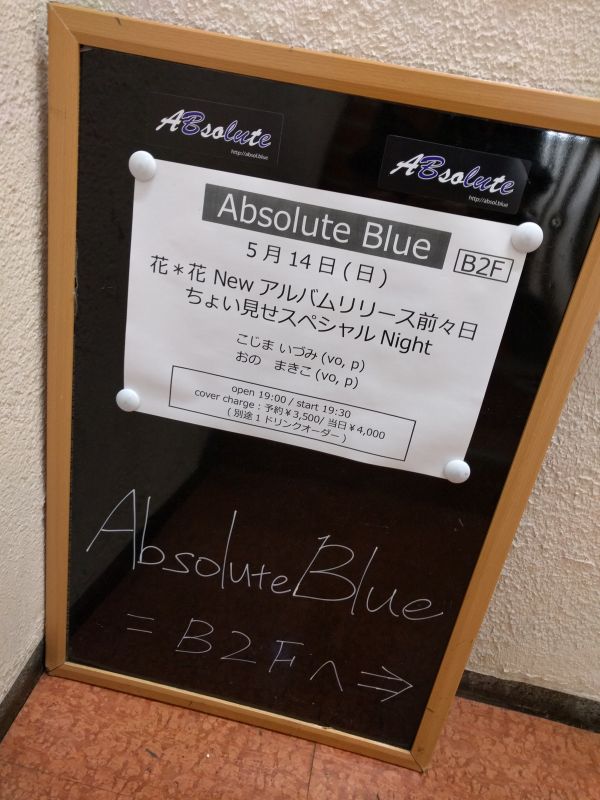 ABsolute
http://absol.blue
ABsolute
http://absol.blue
Absolute Blue
B2F
5月14日(日)
花＊花 New アルバムリリース前々日
ちょい見せスペシャル Night
こじま いづみ (vo, p)
おの まきこ (vo, p)
open 19:00 / start 19:30
cover charge : 予約￥3,500/ 当日￥4,000
( 別途1ドリンクオーダー )
Absolute Blue
= B2Fへ⇒